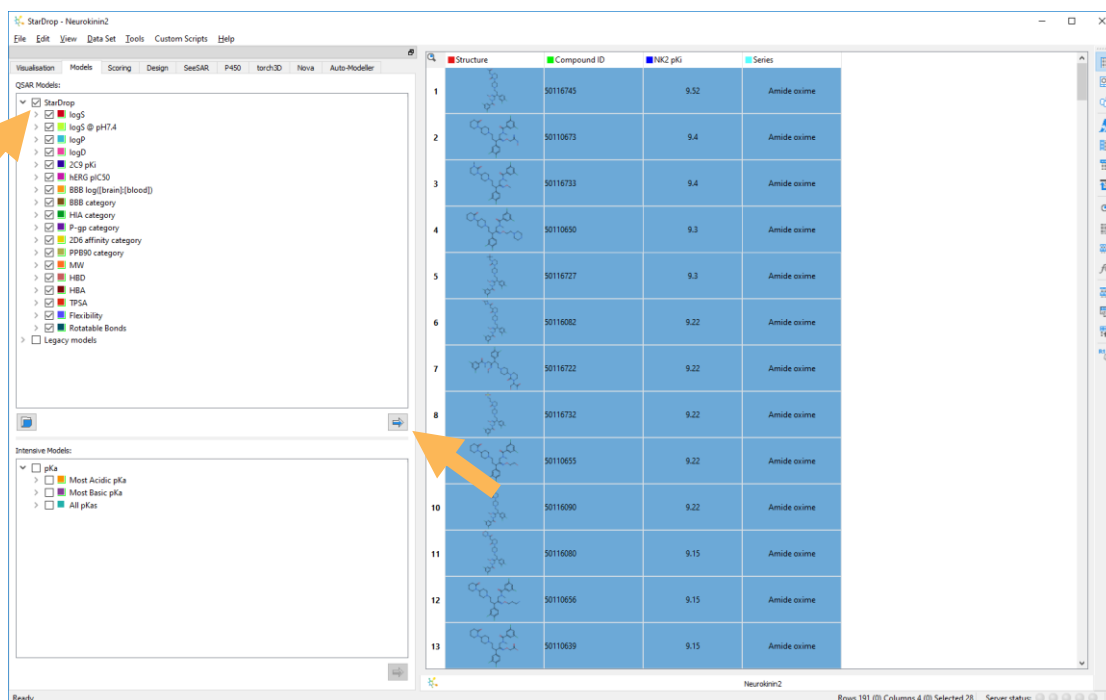 StarDrop - Neurokinin2
File Edit View Data Set Tools Custom Scripts Help
Visualisation Models Scoring Design SeeSAR P450 torch3D Nova Auto-Modeller
QSAR Models:
StarDrop
logS
logS @ pH7.4
logP
logD
2C9 pKi
hERG pIC50
BBB log([brain]:[blood])
BBB category
HIA category
P-gp category
2D6 affinity category
PPB90 category
MW
HBD
HBA
TPSA
Flexibility
Rotatable Bonds
Legacy models
Intensive Models:
pKa
Most Acidic pKa
Most Basic pKa
All pKas
Structure Compound ID NK2 pKi Series
1 50116745 9.52 Amide oxime
2 50110673 9.4 Amide oxime
3 50116733 9.4 Amide oxime
4 50110650 9.3 Amide oxime
5 50116727 9.3 Amide oxime
6 50116082 9.22 Amide oxime
7 50116722 9.22 Amide oxime
8 50116732 9.22 Amide oxime
50110655 9.22 Amide oxime
10 50116090 9.22 Amide oxime
11 50116080 9.15 Amide oxime
12 50110656 9.15 Amide oxime
13 50110639 9.15 Amide oxime
Neurokinin2
Ready Rows 191 (0) Columns 4 (0) Selected 28 Server status: